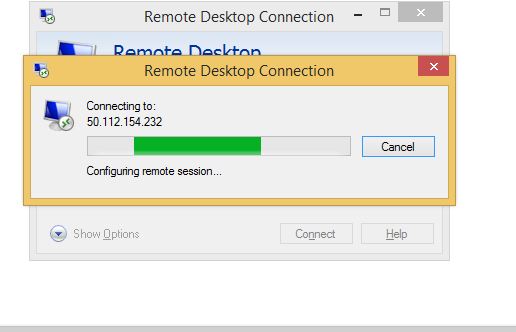 Remote Desktop Connection
Remote Desktop
Remote Desktop Connection
Connecting to:
50.112.154.232
Cancel
Configuring remote session...
Show Options
Connect
Help